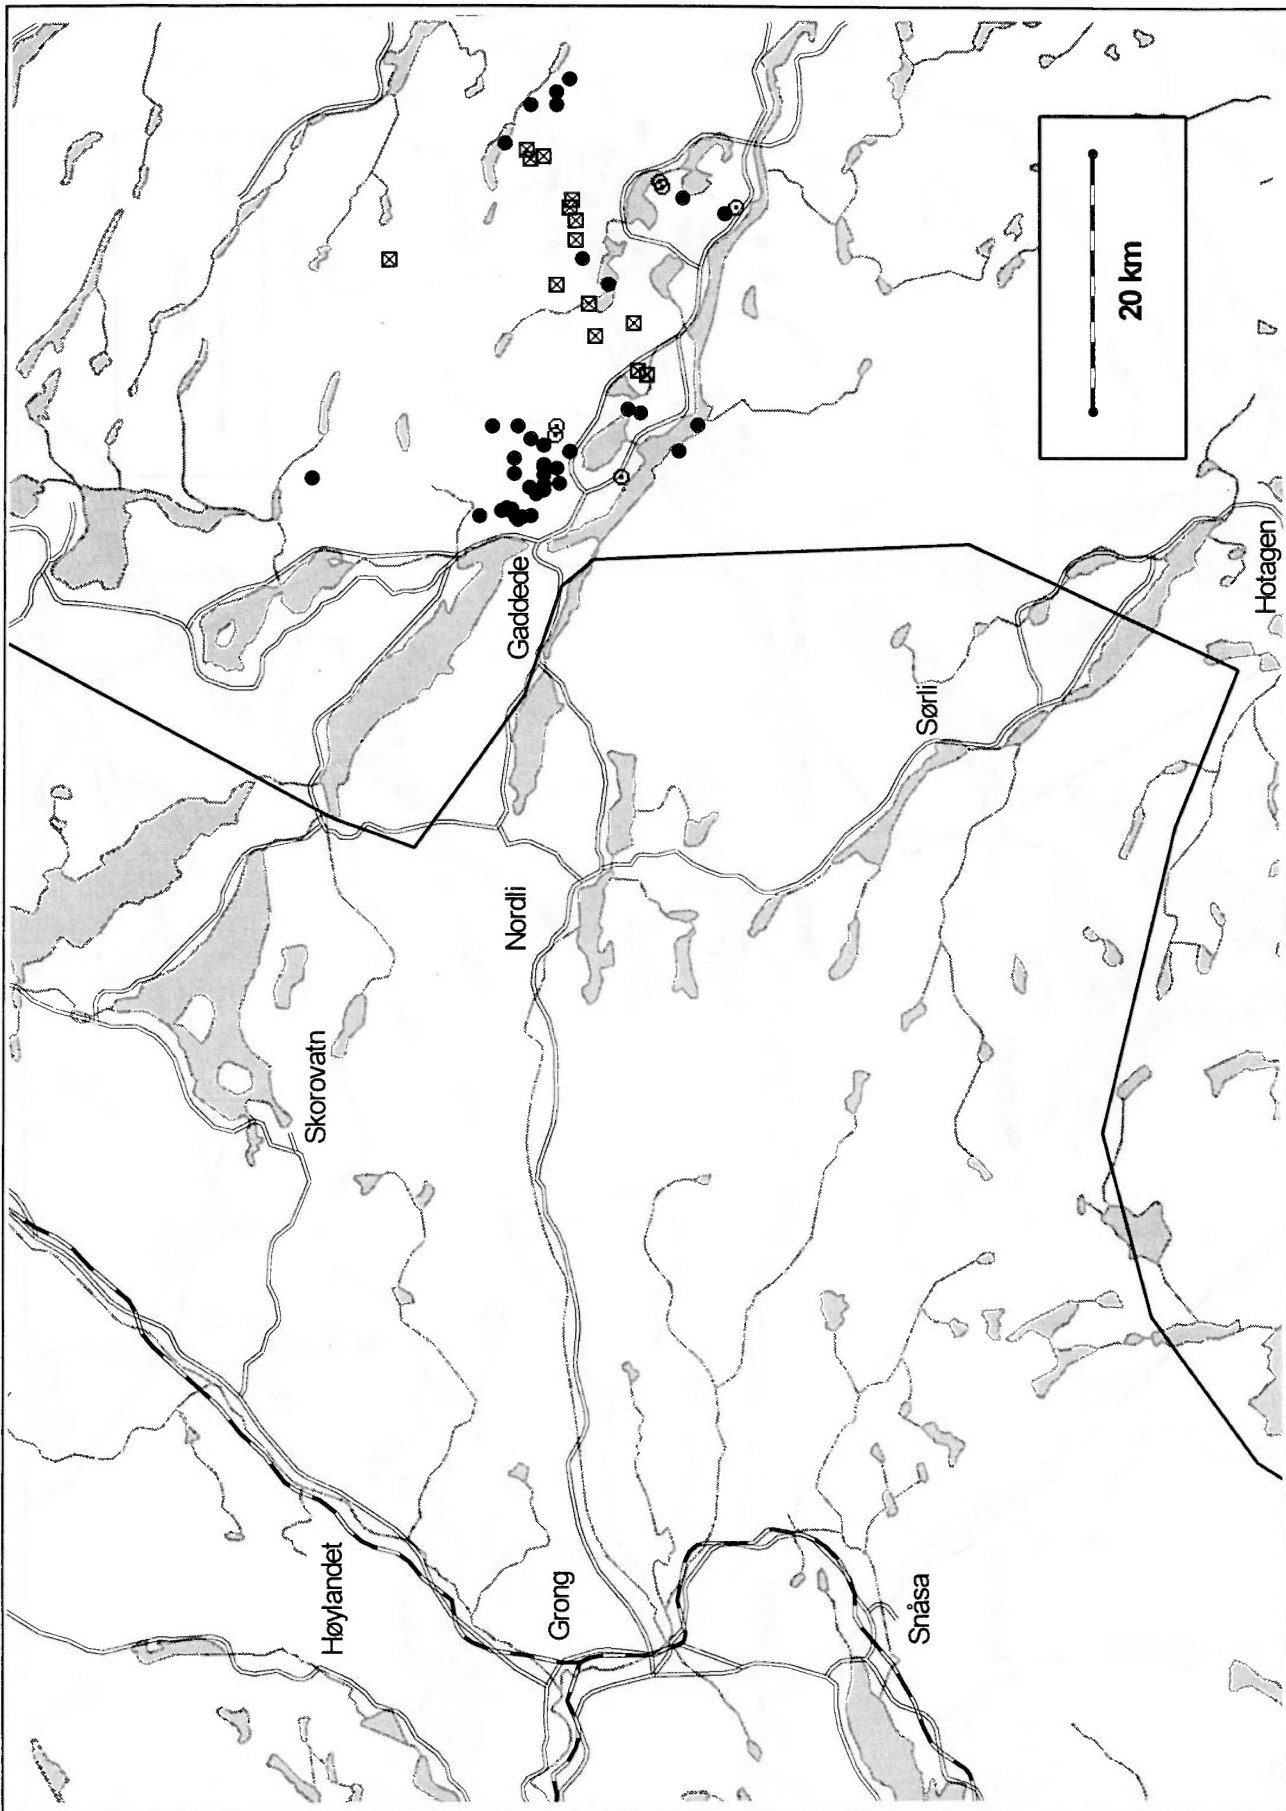 Høylandet
Grong
Snåsa
Skorovatn
Nordli
Sørli
Gaddede
Hotagen
20 km